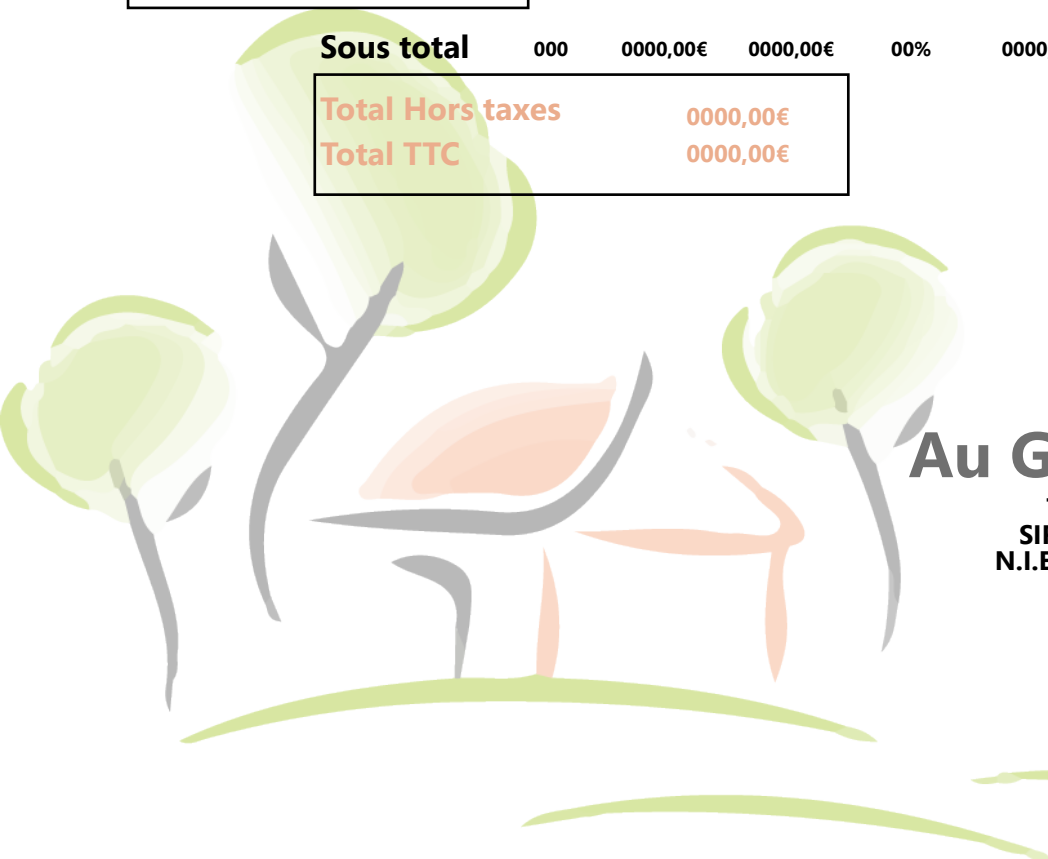 Sous total 000 0000,00€ 0000,00€ 00% 0000
Total Hors taxes 0000,00€
Total TTC 0000,00€
Au G
N.I.